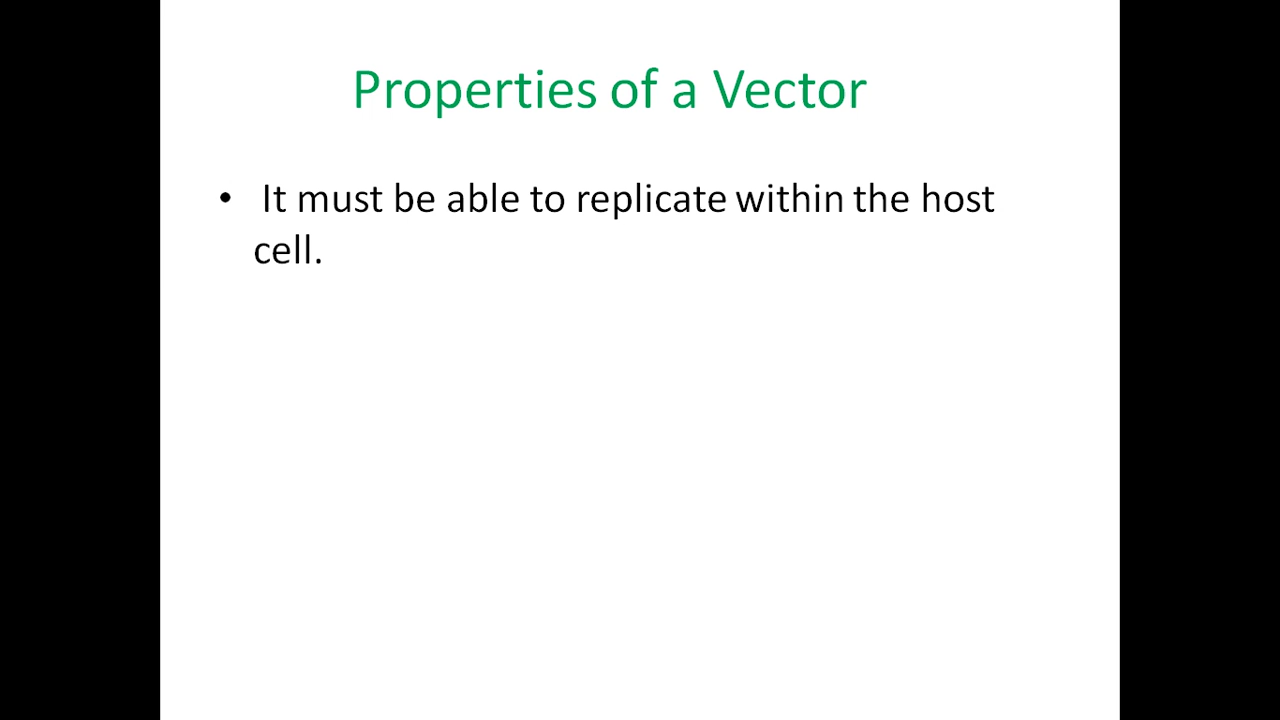 Properties of a Vector
• It must be able to replicate within the host
cell.